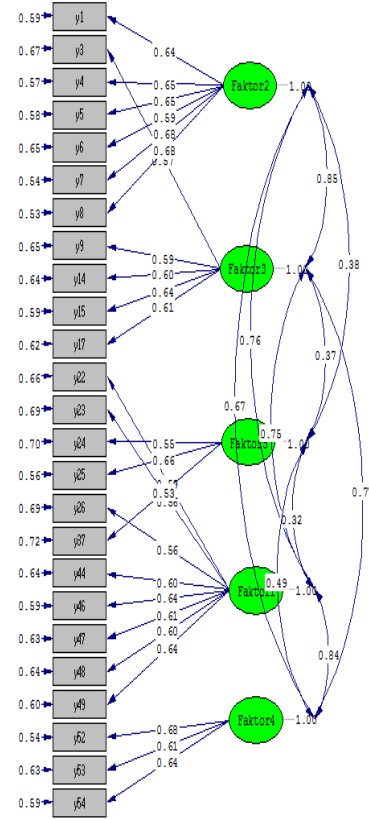 0.59 y1
0.67 y3
0.57 y4
0.58 y5
0.65 y6
0.54 y7
0.53 y8
0.65 y9
0.64 y14
0.59 y15
0.62 y17
0.66 y22
0.69 y23
0.70 y24
0.56 y25
0.69 y26
0.72 y37
0.64 y44
0.59 y46
0.63 y47
0.64 y48
0.60 y49
0.54 y52
0.63 y53
0.59 y54
0.64
0.65
0.65
0.59
0.68
0.68
0.59
0.60
0.64
0.61
0.55
0.66
0.53
0.56
0.60
0.64
0.61
0.60
0.64
0.68
0.61
0.64
Faktor2 1.00
Faktor3 1.00
1.00
1.00
Faktor4 1.00
0.85
0.38
0.76
0.37
0.67
0.75
0.32
0.49
0.84